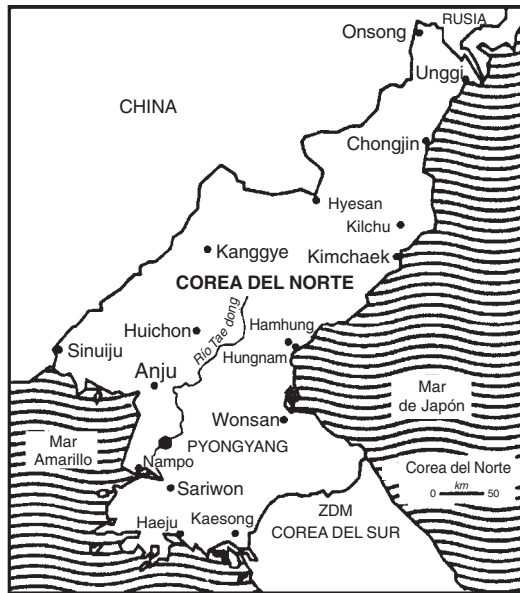 RUSIA
Onsong
Unggi
CHINA
Chongjin
Hyesan
Kilchu
Kanggye
Kimchaek
COREA DEL NORTE
Río Tae dong
Huichon
Hamhung
Sinuiju
Hungnam
Anju
Mar
de Japón
Wonsan
Mar
Amarillo
PYONGYANG
Nampo
Corea del Norte
km
0 50
Sariwon
ZDM
Haeju
Kaesong
COREA DEL SUR